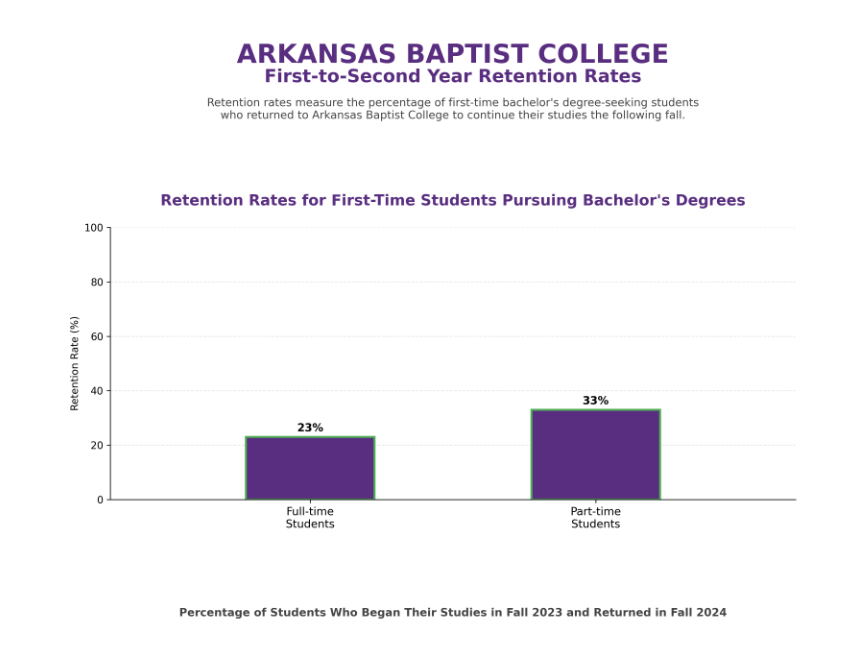 ARKANSAS BAPTIST COLLEGE
First-to-Second Year Retention Rates
Retention rates measure the percentage of first-time bachelor's degree-seeking students
who returned to Arkansas Baptist College to continue their studies the following fall.
Retention Rates for First-Time Students Pursuing Bachelor's Degrees
100
80
60
40
20
0
Retention Rate (%)
23%
33%
Full-time
Students
Part-time
Students
Percentage of Students Who Began Their Studies in Fall 2023 and Returned in Fall 2024